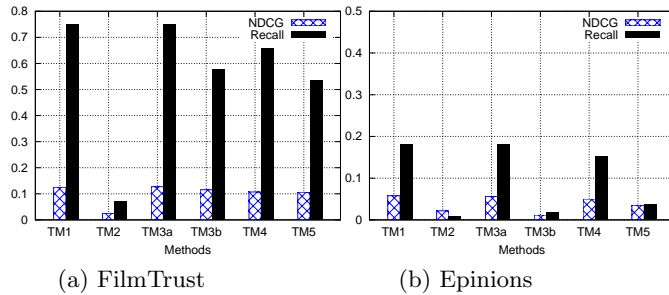 0.8
0.7
0.6
0.5
0.4
0.3
0.2
0.1
0
NDCG
Recall
TM1 TM2 TM3a TM3b TM4 TM5
Methods
(a) FilmTrust
0.5
0.4
0.3
0.2
0.1
0
NDCG
Recall
TM1 TM2 TM3a TM3b TM4 TM5
Methods
(b) Epinions